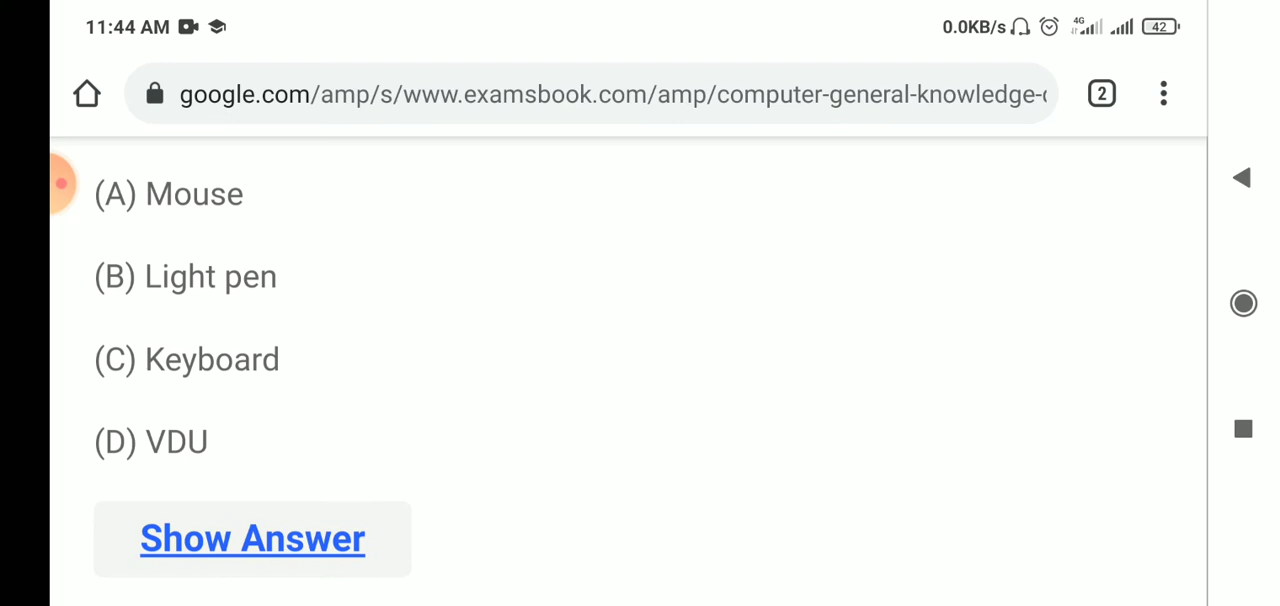 11:44 AM 0.0KB/s 4G 42
google.com/amp/s/www.examsbook.com/amp/computer-general-knowledge- 2
(A) Mouse
(B) Light pen
(C) Keyboard
(D) VDU
Show Answer